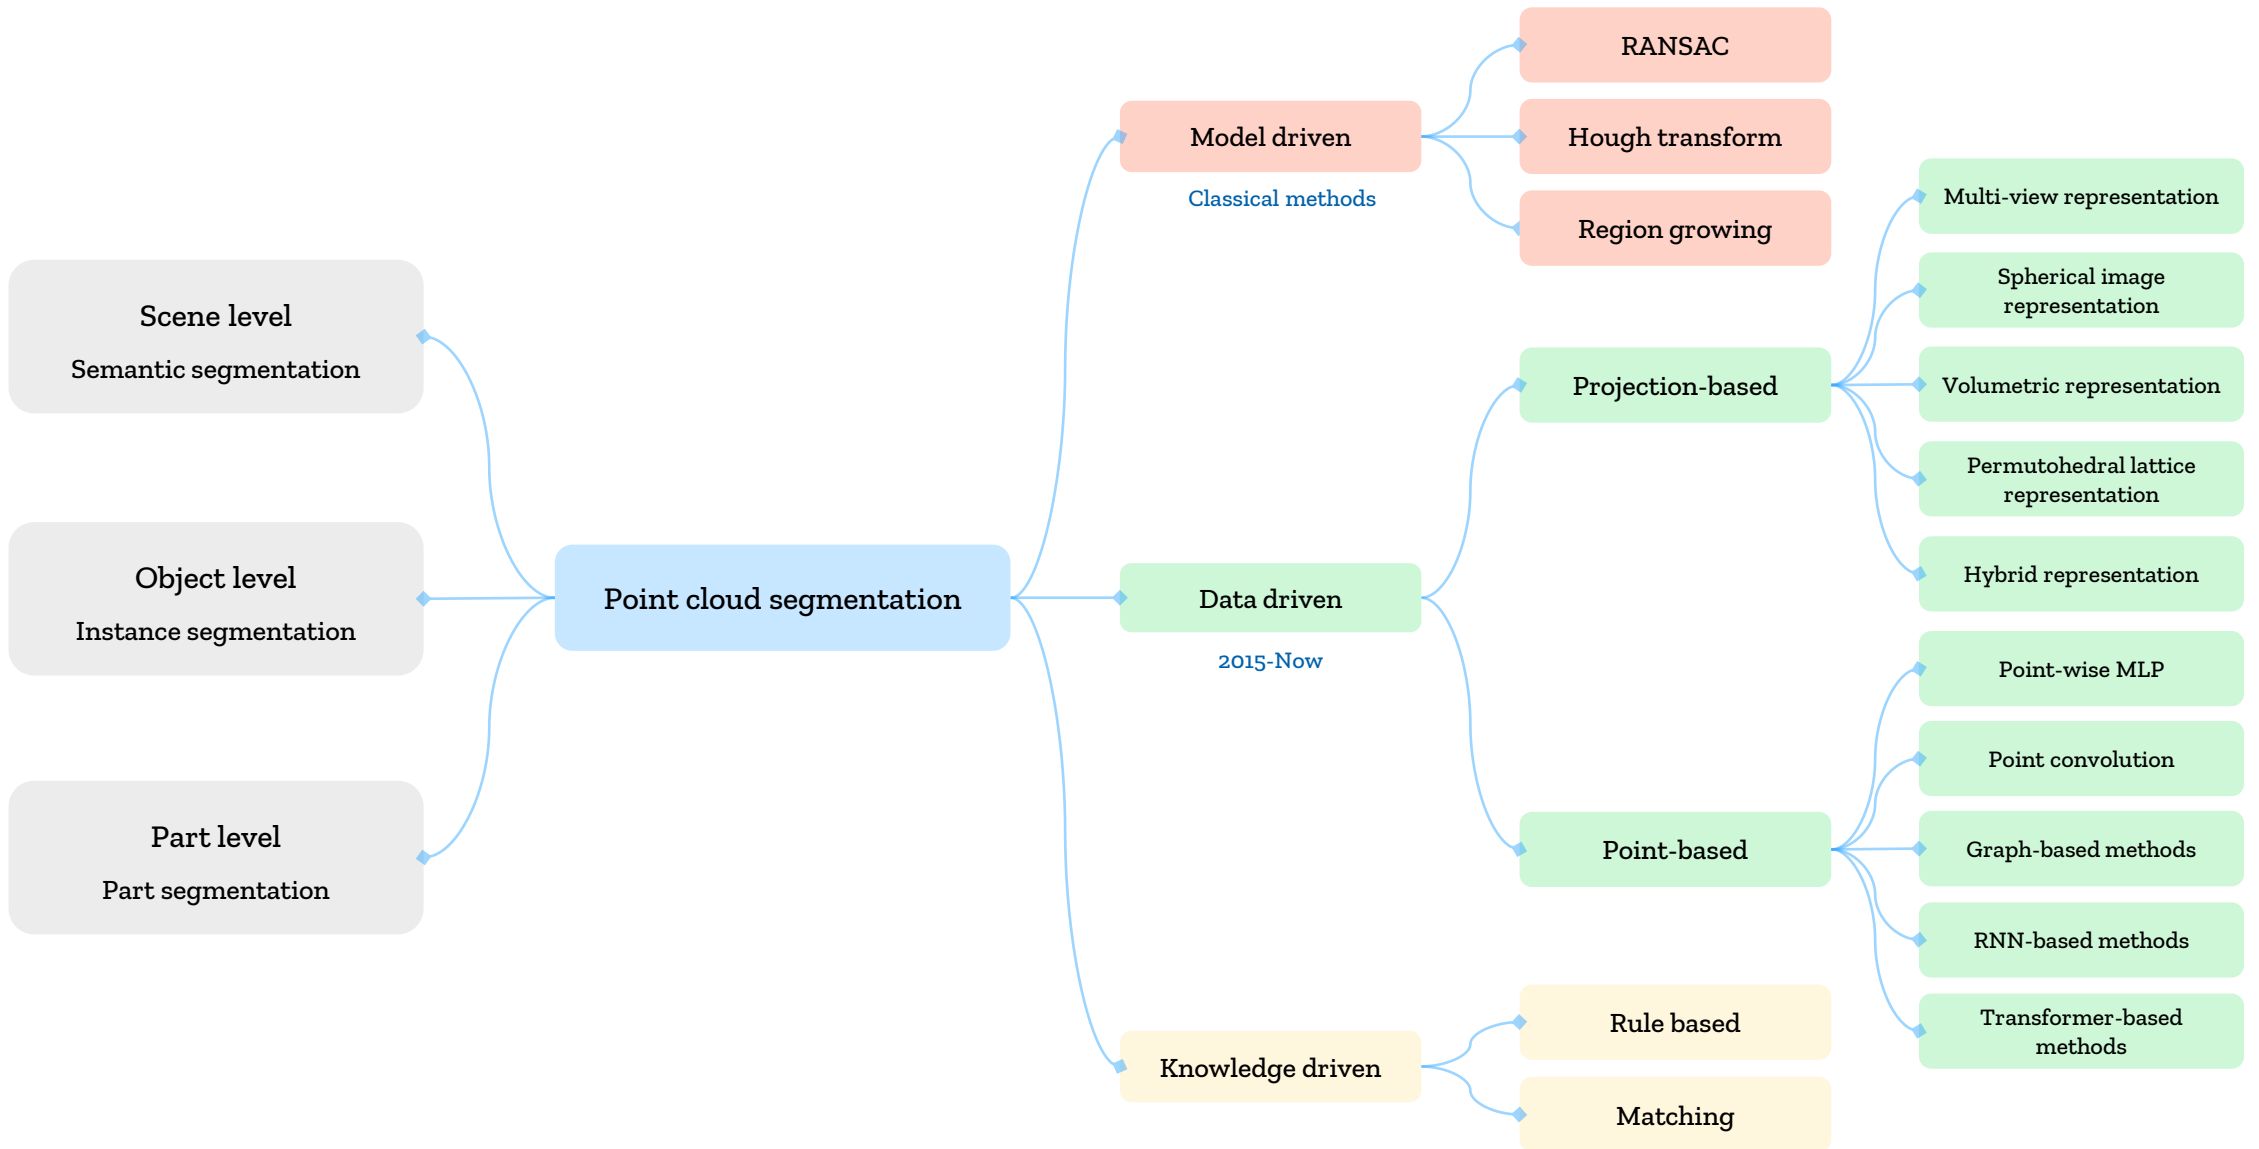 Scene level
Semantic segmentation
Object level
Instance segmentation
Part level
Part segmentation
Point cloud segmentation
Model driven
Classical methods
RANSAC
Hough transform
Region growing
Data driven
2015-Now
Projection-based
Multi-view representation
Spherical image
representation
Volumetric representation
Permutohedral lattice
representation
Hybrid representation
Point-based
Point-wise MLP
Point convolution
Graph-based methods
RNN-based methods
Transformer-based
methods
Knowledge driven
Rule based
Matching